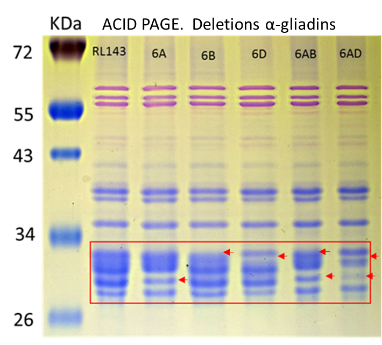 KDa ACID PAGE. Deletions α-gliadins
72 RL143 6A 6B 6D 6AB 6AD
55
43
34
26